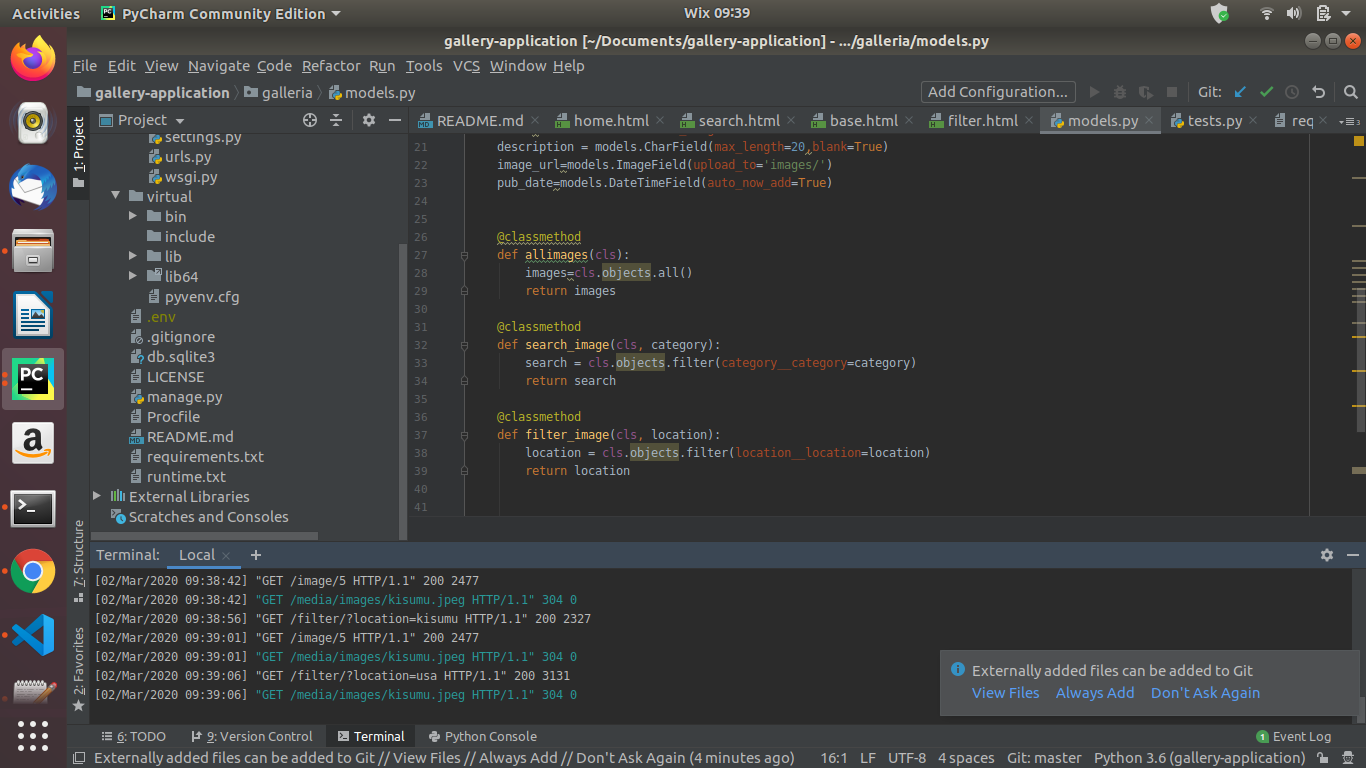 Activities PyCharm Community Edition Wix 09:39
gallery-application [~/Documents/gallery-application] - .../galleria/models.py
File Edit View Navigate Code Refactor Run Tools VCS Window Help
gallery-application galleria models.py Add Configuration... Git:
1: Project
Project
README.md home.html search.html base.html filter.html models.py tests.py req
settings.py
urls.py
wsgi.py
virtual
bin
include
lib
lib64
pyvenv.cfg
.env
.gitignore
db.sqlite3
LICENSE
manage.py
Procfile
README.md
requirements.txt
runtime.txt
External Libraries
Scratches and Consoles
21 description = models.CharField(max_length=20,blank=True)
22 image_url=models.ImageField(upload_to='images/')
23 pub_date=models.DateTimeField(auto_now_add=True)
24
25
26 @classmethod
27 def allimages(cls):
28 images=cls.objects.all()
29 return images
30
31 @classmethod
32 def search_image(cls, category):
33 search = cls.objects.filter(category__category=category)
34 return search
35
36 @classmethod
37 def filter_image(cls, location):
38 location = cls.objects.filter(location__location=location)
39 return location
40
41
7: Structure
2: Favorites
Terminal: Local +
[02/Mar/2020 09:38:42] "GET /image/5 HTTP/1.1" 200 2477
[02/Mar/2020 09:38:42] "GET /media/images/kisumu.jpeg HTTP/1.1" 304 0
[02/Mar/2020 09:38:56] "GET /filter/?location=kisumu HTTP/1.1" 200 2327
[02/Mar/2020 09:39:01] "GET /image/5 HTTP/1.1" 200 2477
[02/Mar/2020 09:39:01] "GET /media/images/kisumu.jpeg HTTP/1.1" 304 0
[02/Mar/2020 09:39:06] "GET /filter/?location=usa HTTP/1.1" 200 3131
[02/Mar/2020 09:39:06] "GET /media/images/kisumu.jpeg HTTP/1.1" 304 0
Externally added files can be added to Git
View Files Always Add Don't Ask Again
6: TODO 9: Version Control Terminal Python Console 1 Event Log
Externally added files can be added to Git // View Files // Always Add // Don't Ask Again (4 minutes ago) 16:1 LF UTF-8 4 spaces Git: master Python 3.6 (gallery-application)